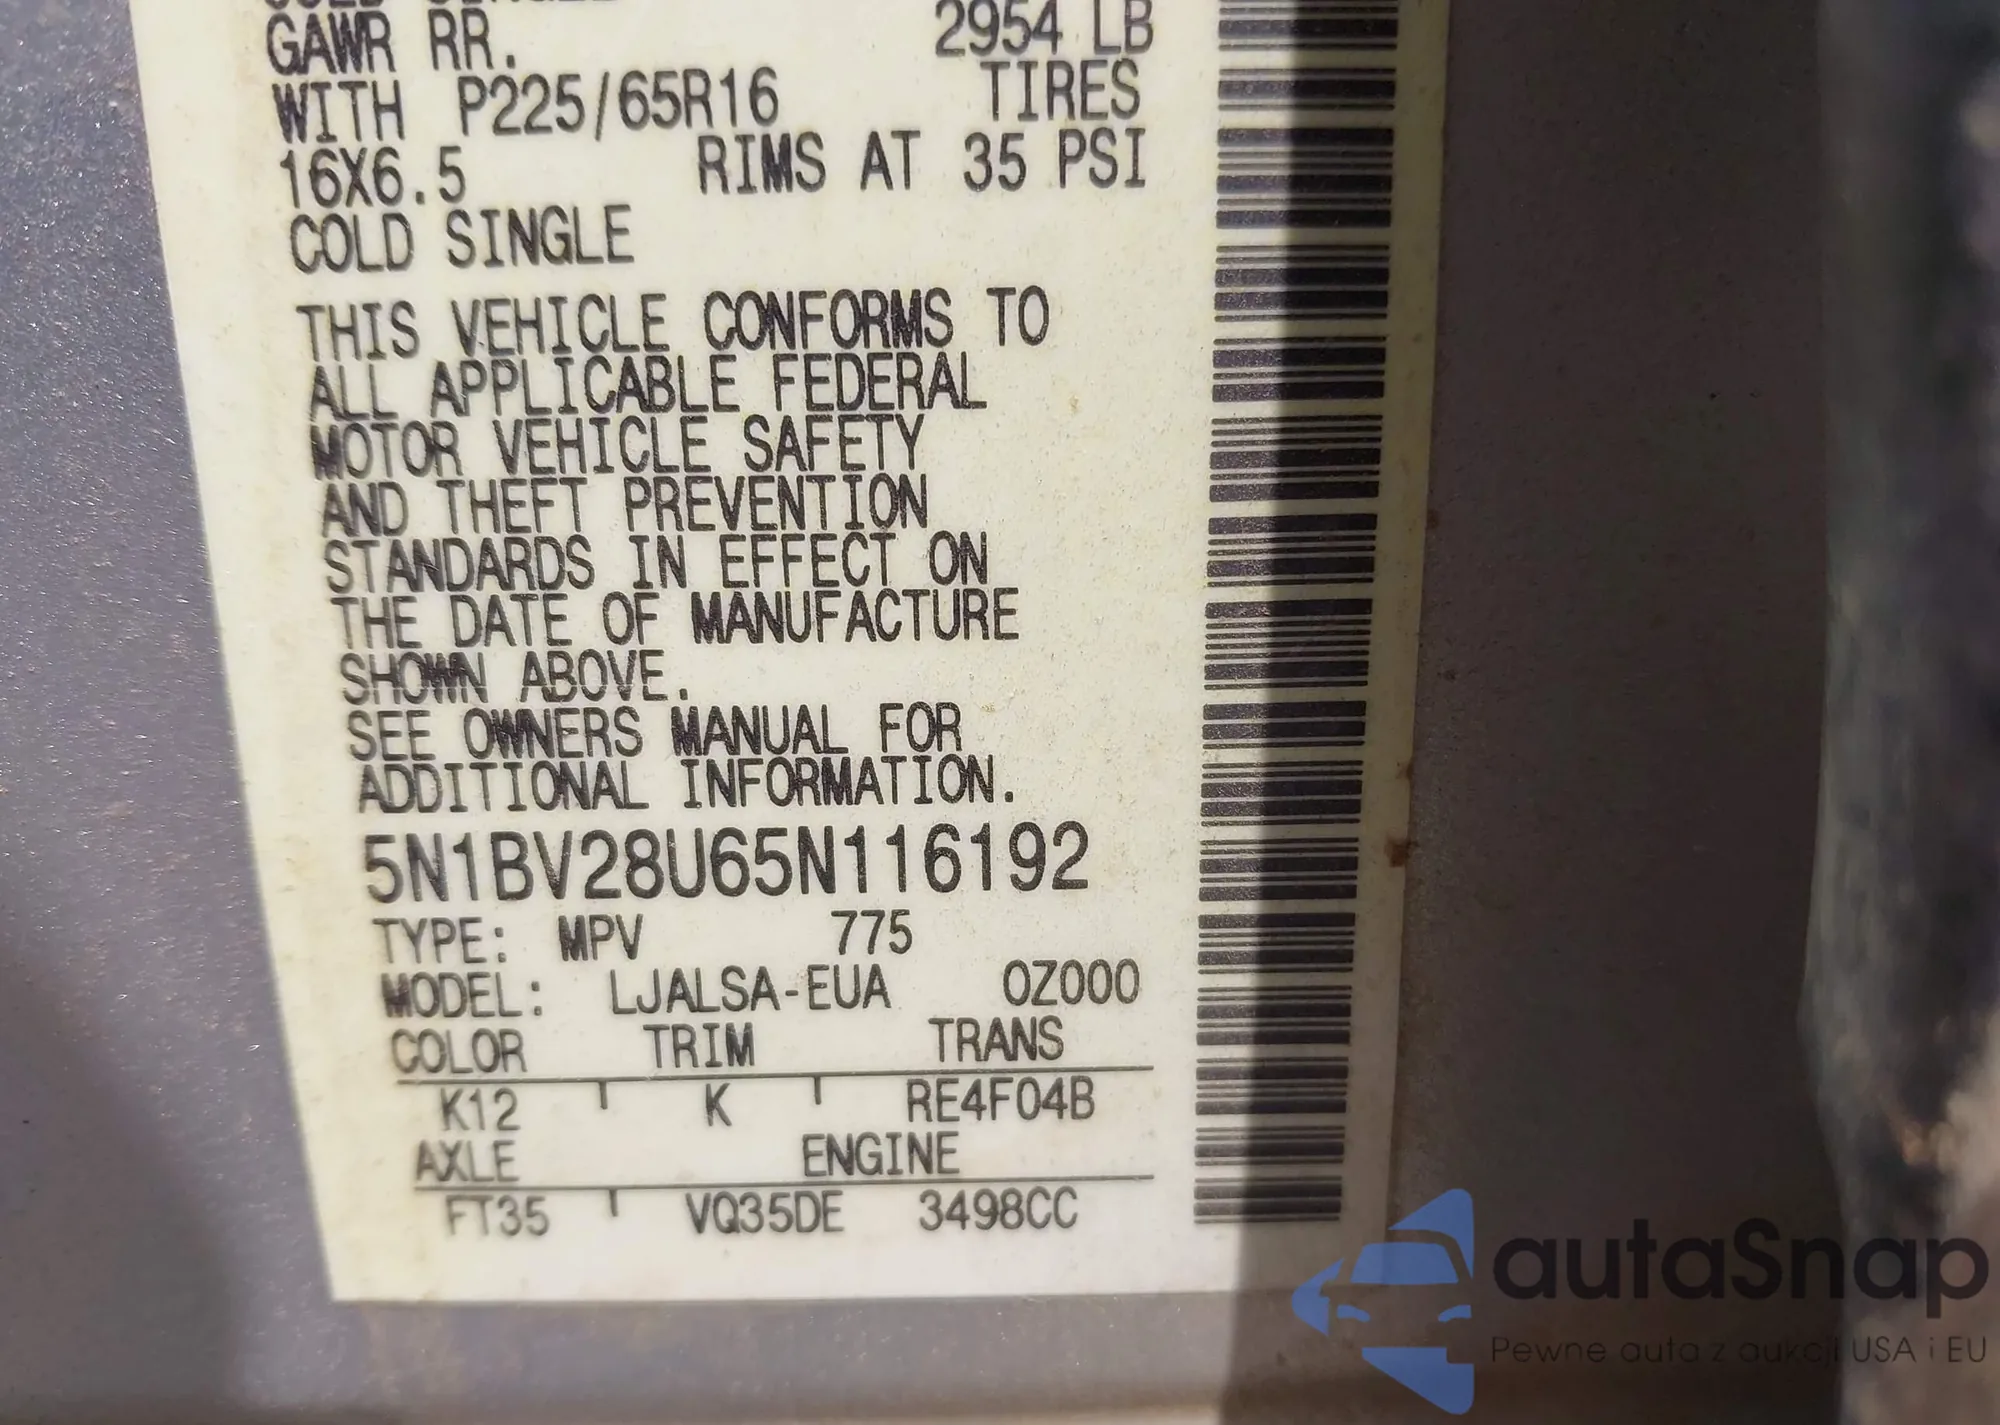 COLD SINGLE
GAWR RR. 2954 LB
WITH P225/65R16 TIRES
16X6.5 RIMS AT 35 PSI
COLD SINGLE
THIS VEHICLE CONFORMS TO
ALL APPLICABLE FEDERAL
MOTOR VEHICLE SAFETY
AND THEFT PREVENTION
STANDARDS IN EFFECT ON
THE DATE OF MANUFACTURE
SHOWN ABOVE.
SEE OWNERS MANUAL FOR
ADDITIONAL INFORMATION.
5N1BV28U65N116192
TYPE: MPV 775
MODEL: LJALSA-EUA 0Z000
COLOR TRIM TRANS
K12 K RE4F04B
AXLE ENGINE
FT35 VQ35DE 3498CC
autaSnap
Pewne auta z aukcji USA i EU